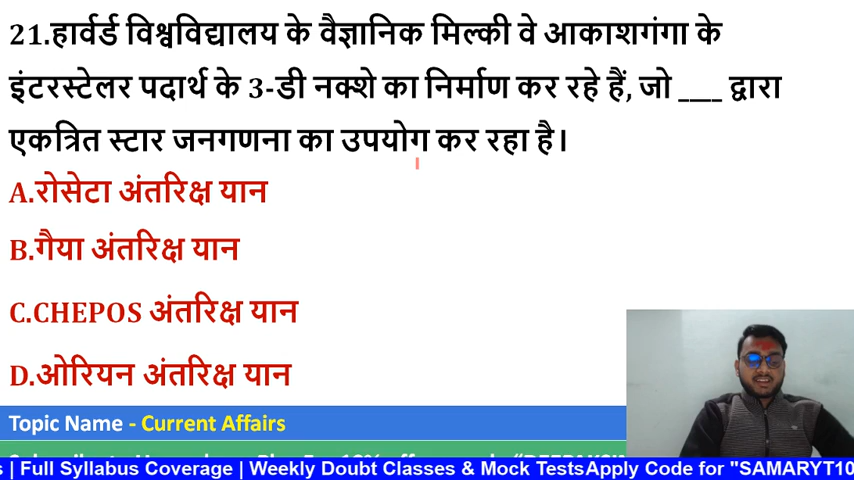 21.हार्वर्ड विश्वविद्यालय के वैज्ञानिक मिल्की वे आकाशगंगा के
इंटरस्टेलर पदार्थ के 3-डी नक्शे का निर्माण कर रहे हैं, जो ___ द्वारा
एकत्रित स्टार जनगणना का उपयोग कर रहा है।
A.रोसेटा अंतरिक्ष यान
B.गैया अंतरिक्ष यान
C.CHEPOS अंतरिक्ष यान
D.ओरियन अंतरिक्ष यान
Topic Name - Current Affairs
s | Full Syllabus Coverage | Weekly Doubt Classes & Mock TestsApply Code for "SAMARYT10